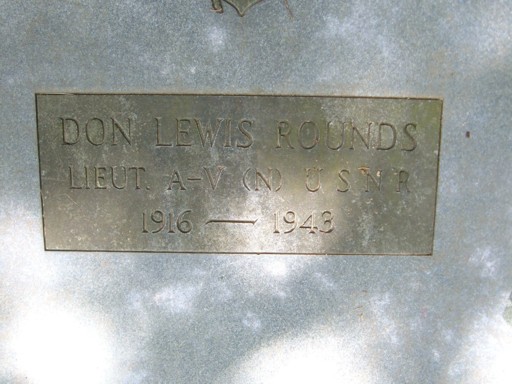 DON LEWIS ROUNDS
LIEUT. A-V (N) U S N R
1916 — 1943